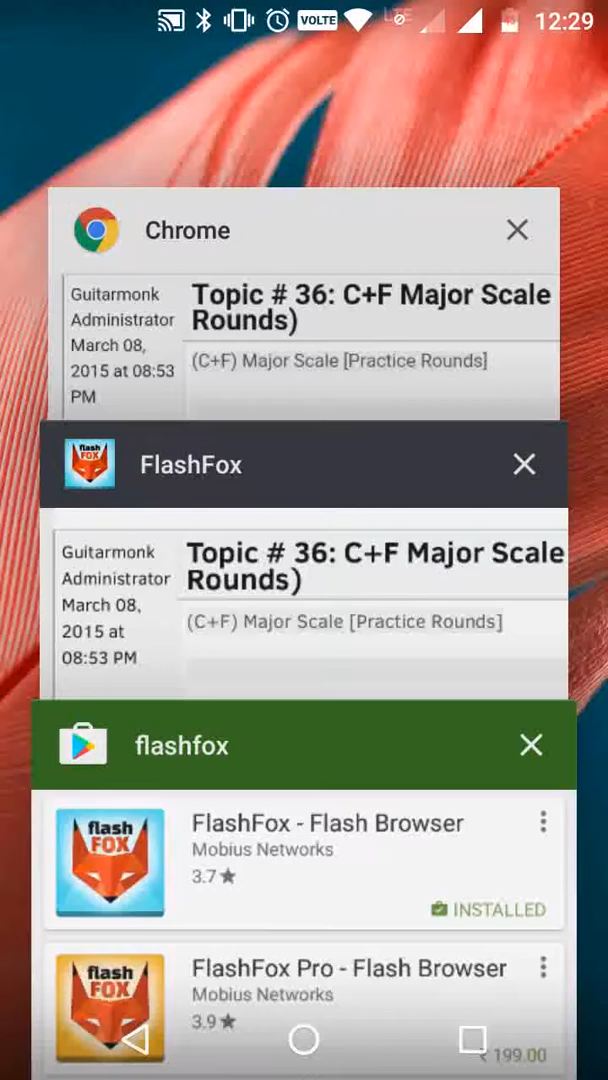 VOLTE LTE 12:29
Chrome
Guitarmonk
Administrator
March 08,
2015 at 08:53
PM
Topic # 36: C+F Major Scale
Rounds)
(C+F) Major Scale [Practice Rounds]
flash
FOX
FlashFox
Guitarmonk
Administrator
March 08,
2015 at
08:53 PM
Topic # 36: C+F Major Scale
Rounds)
(C+F) Major Scale [Practice Rounds]
flashfox
flash
FOX
FlashFox - Flash Browser
Mobius Networks
3.7★
INSTALLED
flash
FOX
FlashFox Pro - Flash Browser
Mobius Networks
3.9★
₹ 199.00